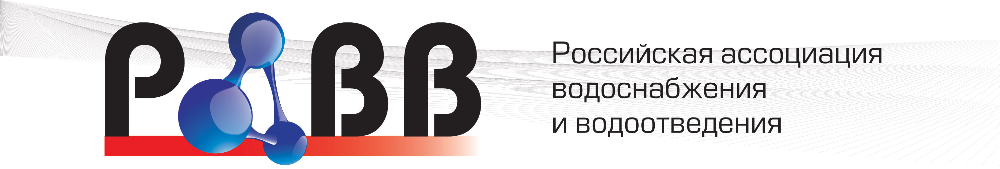 РАВВ
Российская ассоциация
водоснабжения
и водоотведения